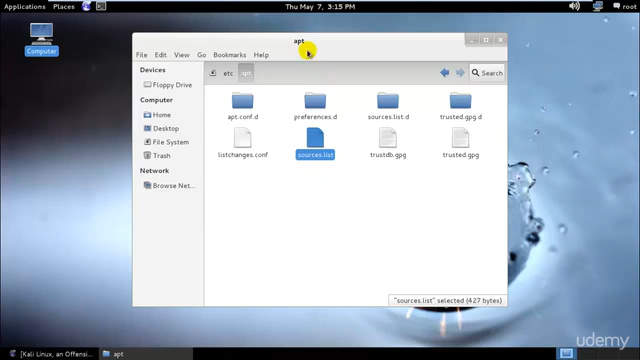 Applications Places
Thu May 7, 3:15 PM
root
Computer
apt
File Edit View Go Bookmarks Help
Devices
Floppy Drive
Computer
Home
Desktop
File System
Trash
Network
Browse Net...
etc apt
Search
apt.conf.d
preferences.d
sources.list.d
trusted.gpg.d
listchanges.conf
sources.list
trustdb.gpg
trusted.gpg
"sources.list" selected (427 bytes)
[Kali Linux, an Offensi...
apt
udemy